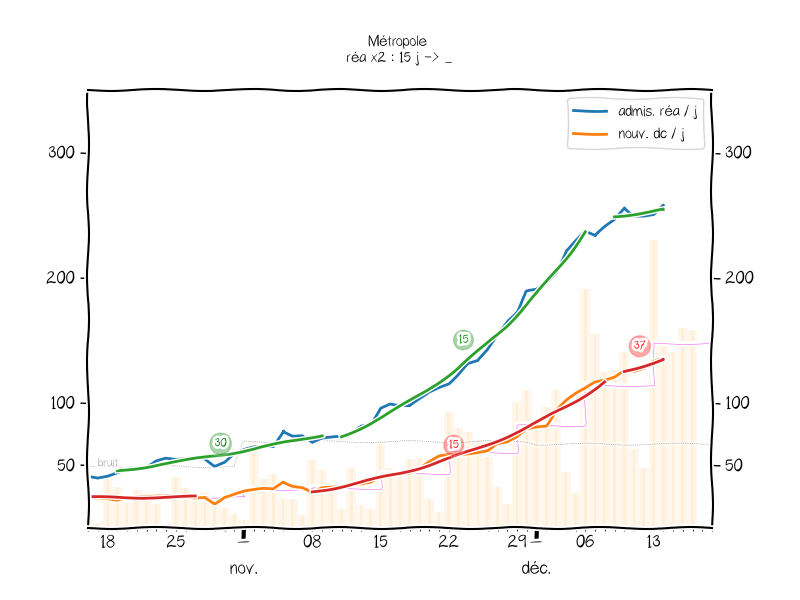 Métropole
réa x2 : 15 j -> _
admis. réa / j
nouv. dc / j
300
300
200
200
15
37
100
100
30
15
bruit
50
50
18
25
08
15
22
29
06
13
nov.
déc.